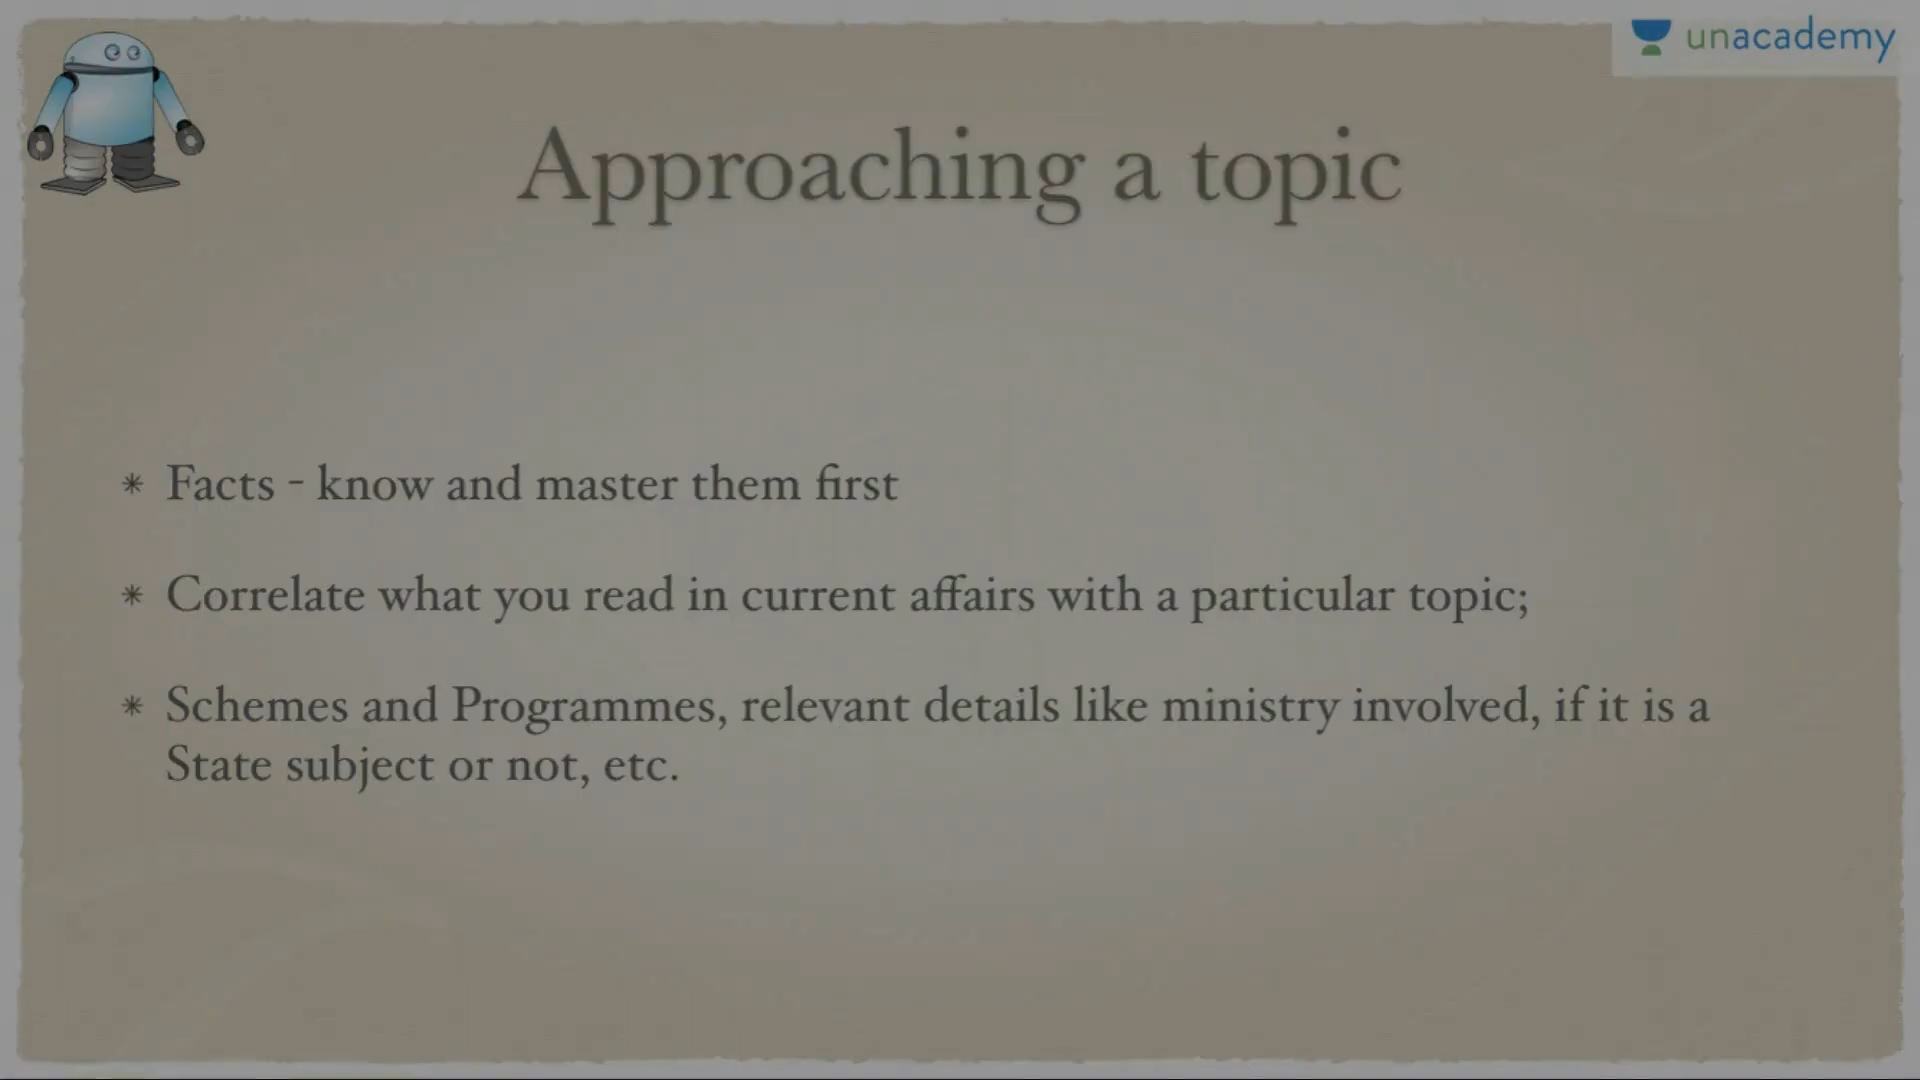 unacademy
Approaching a topic
* Facts - know and master them first
* Correlate what you read in current affairs with a particular topic;
* Schemes and Programmes, relevant details like ministry involved, if it is a
State subject or not, etc.